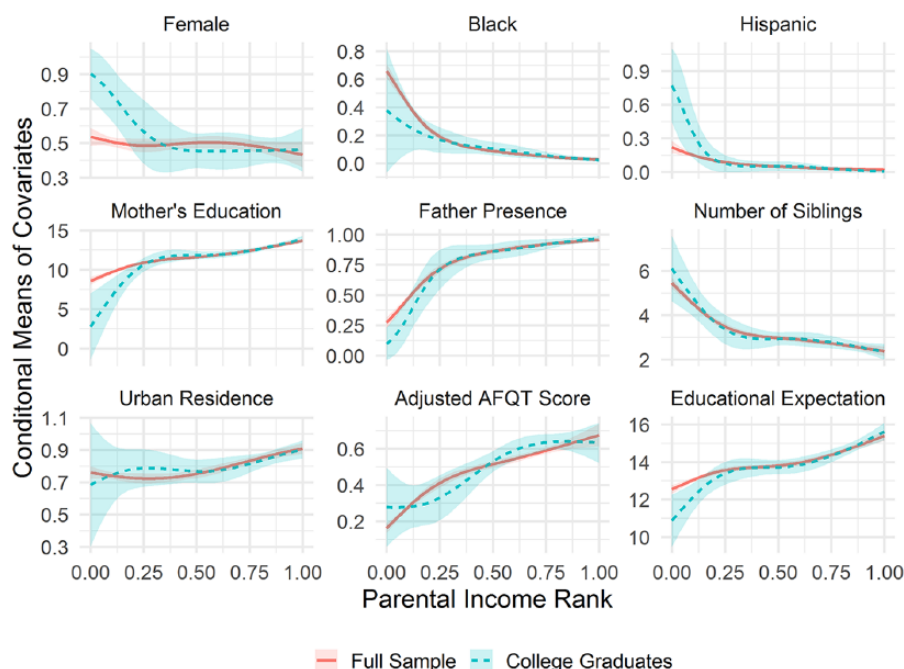 Female Black Hispanic
0.9 0.7 0.5 0.3
0.8 0.6 0.4 0.2 0.0
0.9 0.6 0.3 0.0
Mother's Education Father Presence Number of Siblings
15 10 5 0
1.00 0.75 0.50 0.25 0.00
6 4 2
Urban Residence Adjusted AFQT Score Educational Expectation
1.1 0.9 0.7 0.5 0.3
0.6 0.4 0.2
16 14 12 10
0.00 0.25 0.50 0.75 1.00 0.00 0.25 0.50 0.75 1.00 0.00 0.25 0.50 0.75 1.00
Conditonal Means of Covariates
Parental Income Rank
Full Sample College Graduates